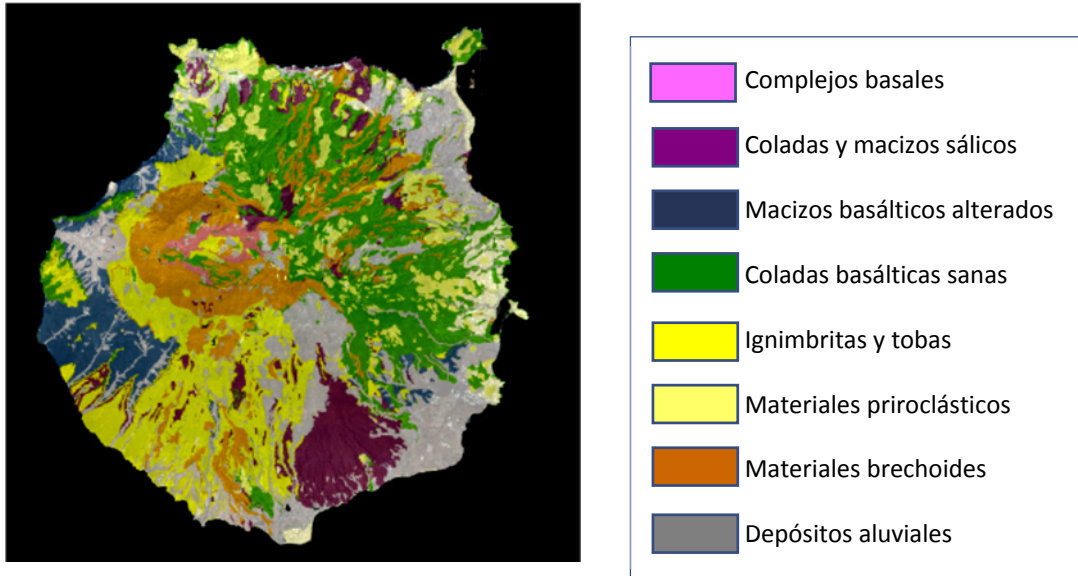 Complejos basales
Coladas y macizos sálicos
Macizos basálticos alterados
Coladas basálticas sanas
Ignimbritas y tobas
Materiales priroclásticos
Materiales brechoides
Depósitos aluviales